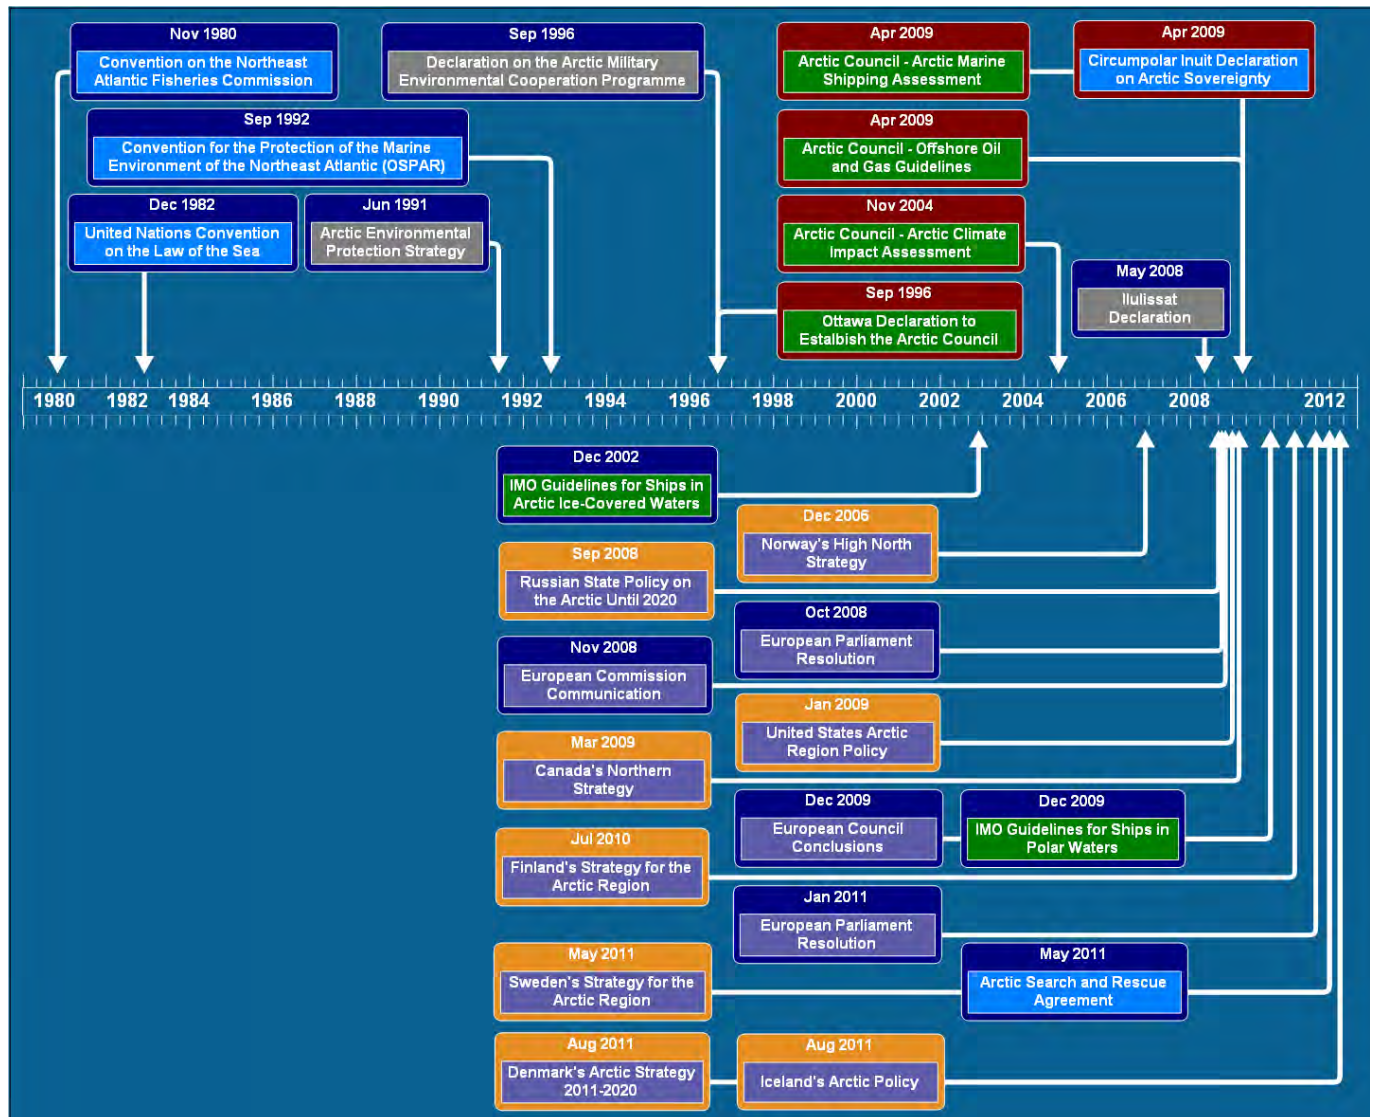 Nov 1980
Convention on the Northeast
Atlantic Fisheries Commission
Sep 1996
Declaration on the Arctic Military
Environmental Cooperation Programme
Apr 2009
Arctic Council - Arctic Marine
Shipping Assessment
Apr 2009
Circumpolar Inuit Declaration
on Arctic Sovereignty
Sep 1992
Convention for the Protection of the Marine
Environment of the Northeast Atlantic (OSPAR)
Apr 2009
Arctic Council - Offshore Oil
and Gas Guidelines
Dec 1982
United Nations Convention
on the Law of the Sea
Jun 1991
Arctic Environmental
Protection Strategy
Nov 2004
Arctic Council - Arctic Climate
Impact Assessment
May 2008
Ilulissat
Declaration
Sep 1996
Ottawa Declaration to
Estalbish the Arctic Council
1980 1982 1984 1986 1988 1990 1992 1994 1996 1998 2000 2002 2004 2006 2008 2012
Dec 2002
IMO Guidelines for Ships in
Arctic Ice-Covered Waters
Dec 2006
Norway's High North
Strategy
Sep 2008
Russian State Policy on
the Arctic Until 2020
Oct 2008
European Parliament
Resolution
Nov 2008
European Commission
Communication
Jan 2009
United States Arctic
Region Policy
Mar 2009
Canada's Northern
Strategy
Dec 2009
European Council
Conclusions
Dec 2009
IMO Guidelines for Ships in
Polar Waters
Jul 2010
Finland's Strategy for the
Arctic Region
Jan 2011
European Parliament
Resolution
May 2011
Sweden's Strategy for the
Arctic Region
May 2011
Arctic Search and Rescue
Agreement
Aug 2011
Denmark's Arctic Strategy
2011-2020
Aug 2011
Iceland's Arctic Policy